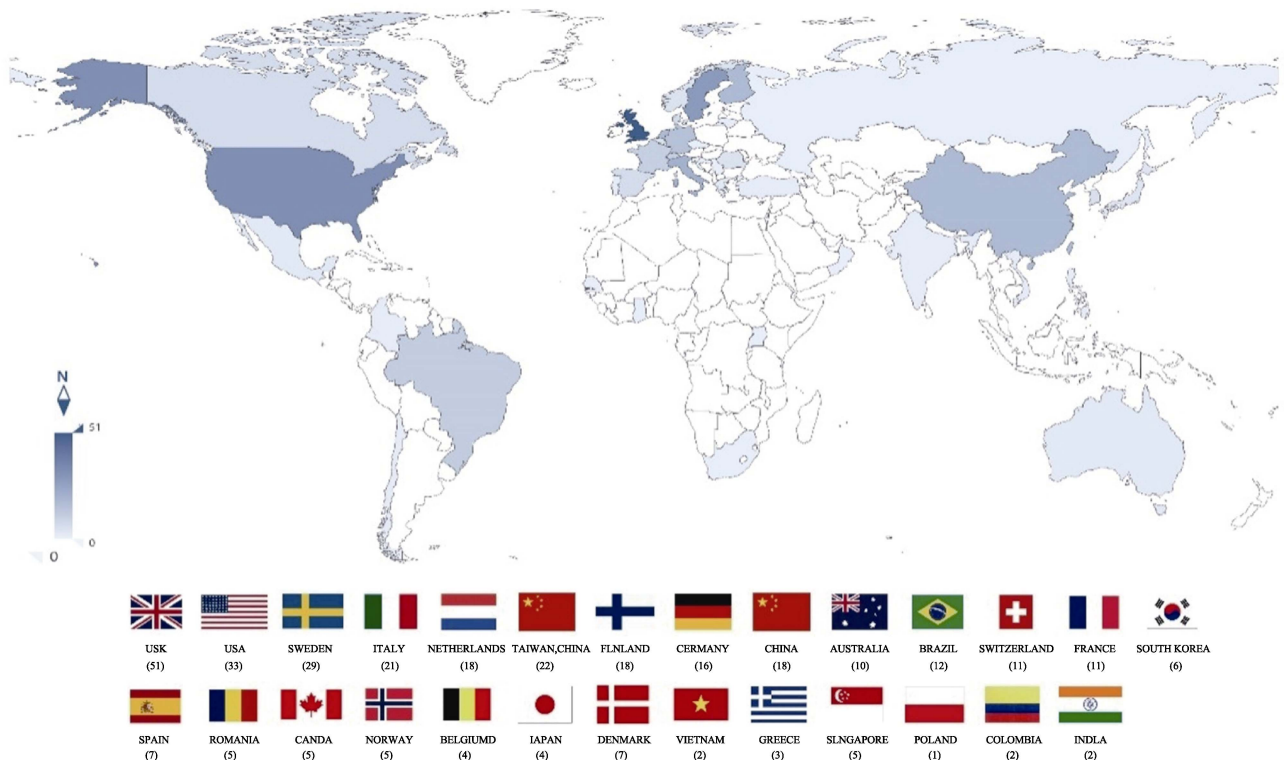 N
51
0
0
USK USA SWEDEN ITALY NETHERLANDS TAIWAN,CHINA FLNLAND CERMANY CHINA AUSTRALIA BRAZIL SWITZERLAND FRANCE SOUTH KOREA
(51) (33) (29) (21) (18) (22) (18) (16) (18) (10) (12) (11) (11) (6)
SPAIN ROMANIA CANDA NORWAY BELGIUMD IAPAN DENMARK VIETNAM GREECE SLNGAPORE POLAND COLOMBIA INDLA
(7) (5) (5) (5) (4) (4) (7) (2) (3) (5) (1) (2) (2)